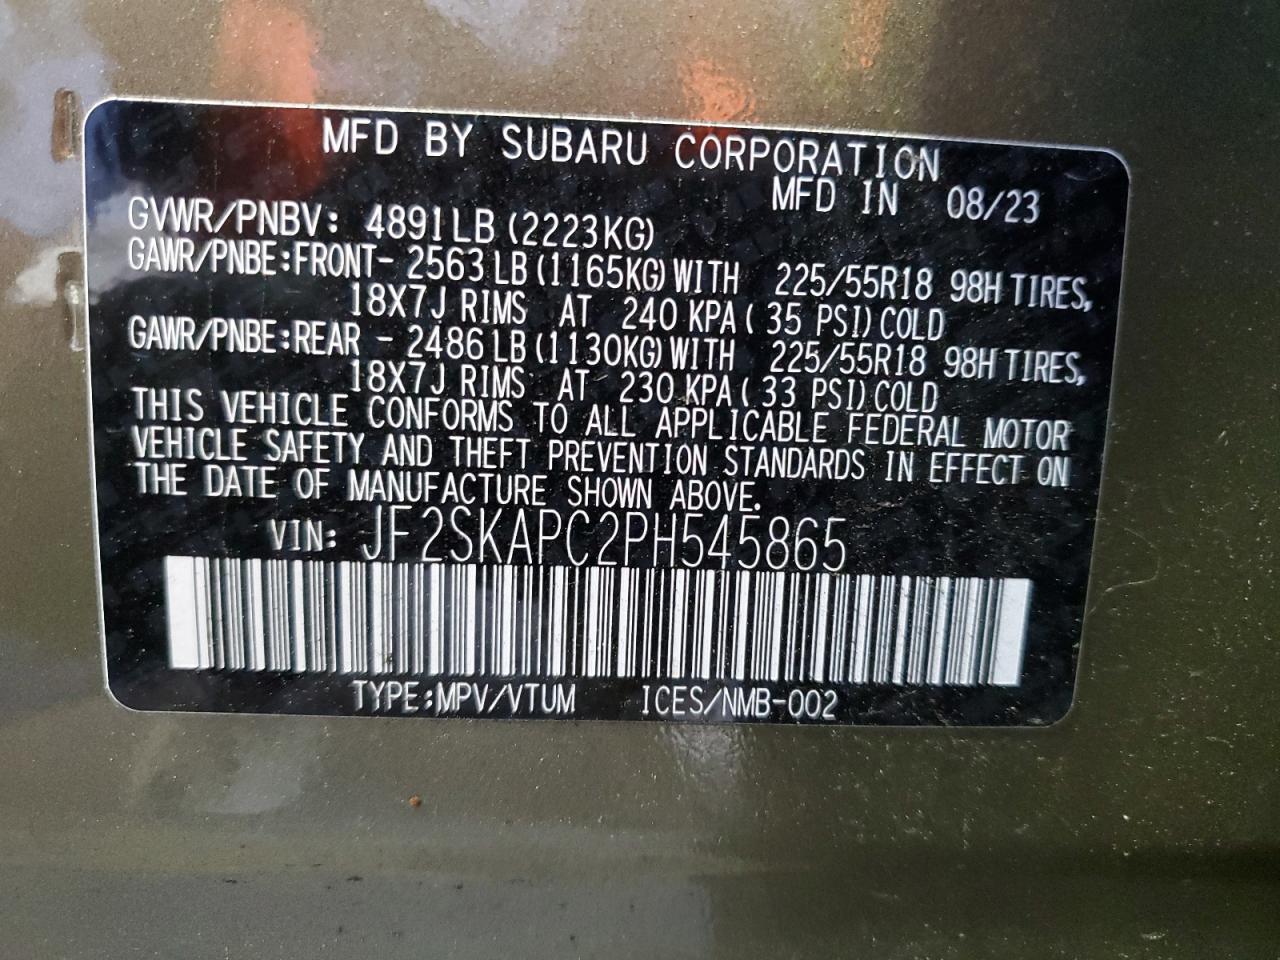 MFD BY SUBARU CORPORATION
MFD IN 08/23
GVWR/PNBV: 4891LB (2223KG)
GAWR/PNBE:FRONT- 2563LB(1165KG)WITH 225/55R18 98H TIRES,
18X7J RIMS AT 240 KPA( 35 PSI)COLD
GAWR/PNBE:REAR - 2486LB(1130KG)WITH 225/55R18 98H TIRES,
18X7J RIMS AT 230 KPA( 33 PSI)COLD
THIS VEHICLE CONFORMS TO ALL APPLICABLE FEDERAL MOTOR
VEHICLE SAFETY AND THEFT PREVENTION STANDARDS IN EFFECT ON
THE DATE OF MANUFACTURE SHOWN ABOVE.
VIN: JF2SKAPC2PH545865
TYPE:MPV/VTUM ICES/NMB-002